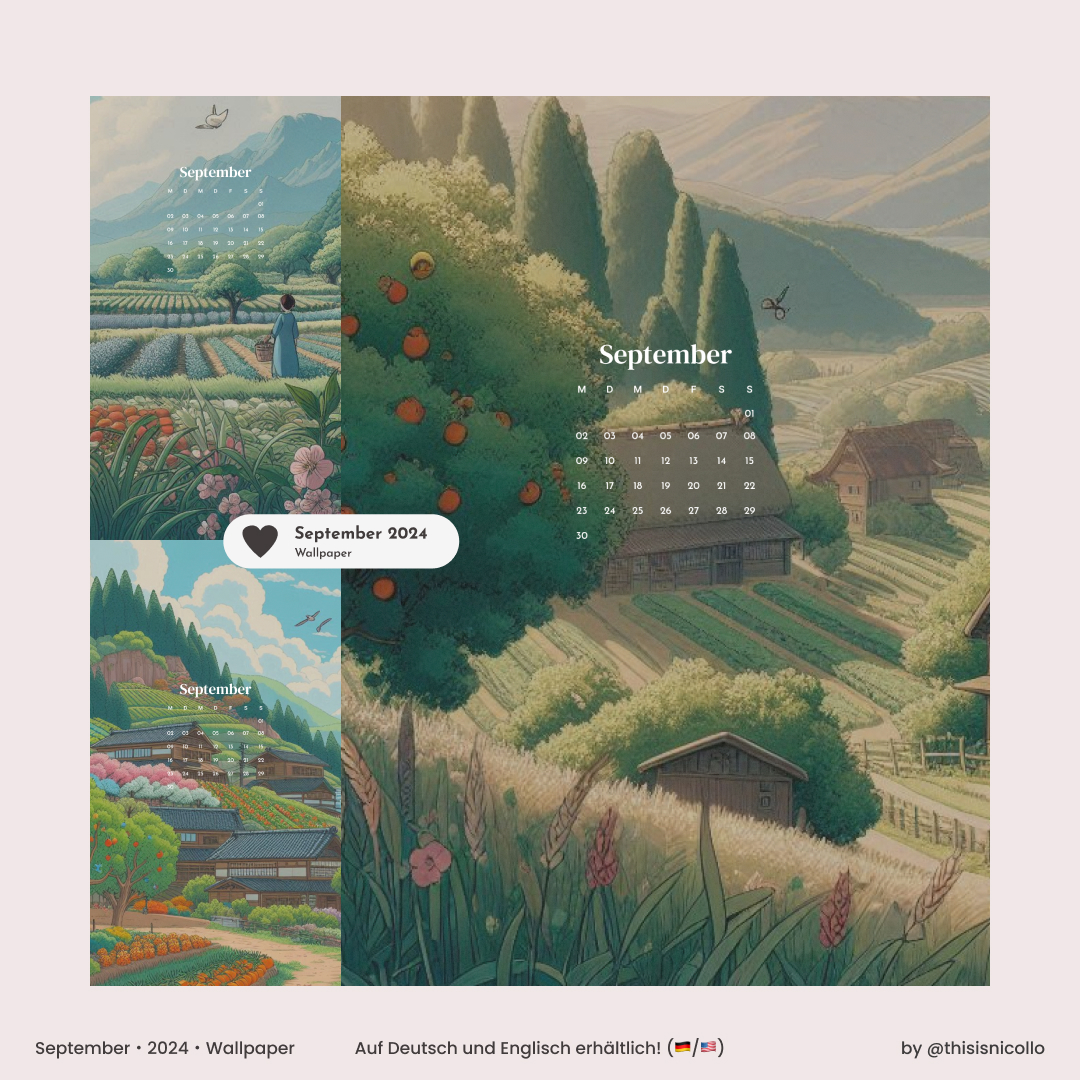 September
M D M D F S S
01
02 03 04 05 06 07 08
09 10 11 12 13 14 15
16 17 18 19 20 21 22
23 24 25 26 27 28 29
30
September
M D M D F S S
01
02 03 04 05 06 07 08
09 10 11 12 13 14 15
16 17 18 19 20 21 22
23 24 25 26 27 28 29
30
September 2024
Wallpaper
September
M D M D F S S
01
02 03 04 05 06 07 08
09 10 11 12 13 14 15
16 17 18 19 20 21 22
23 24 25 26 27 28 29
September • 2024 • Wallpaper
Auf Deutsch und Englisch erhältlich! (🇩🇪/🇺🇸)
by @thisisnicollo